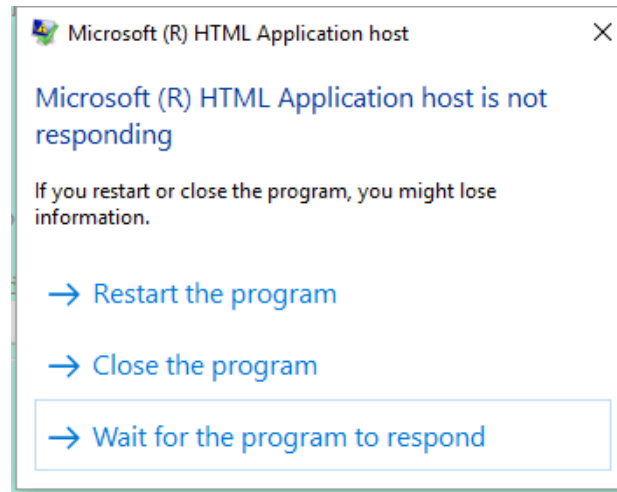 Microsoft (R) HTML Application host
Microsoft (R) HTML Application host is not
responding
If you restart or close the program, you might lose
information.
→ Restart the program
→ Close the program
→ Wait for the program to respond